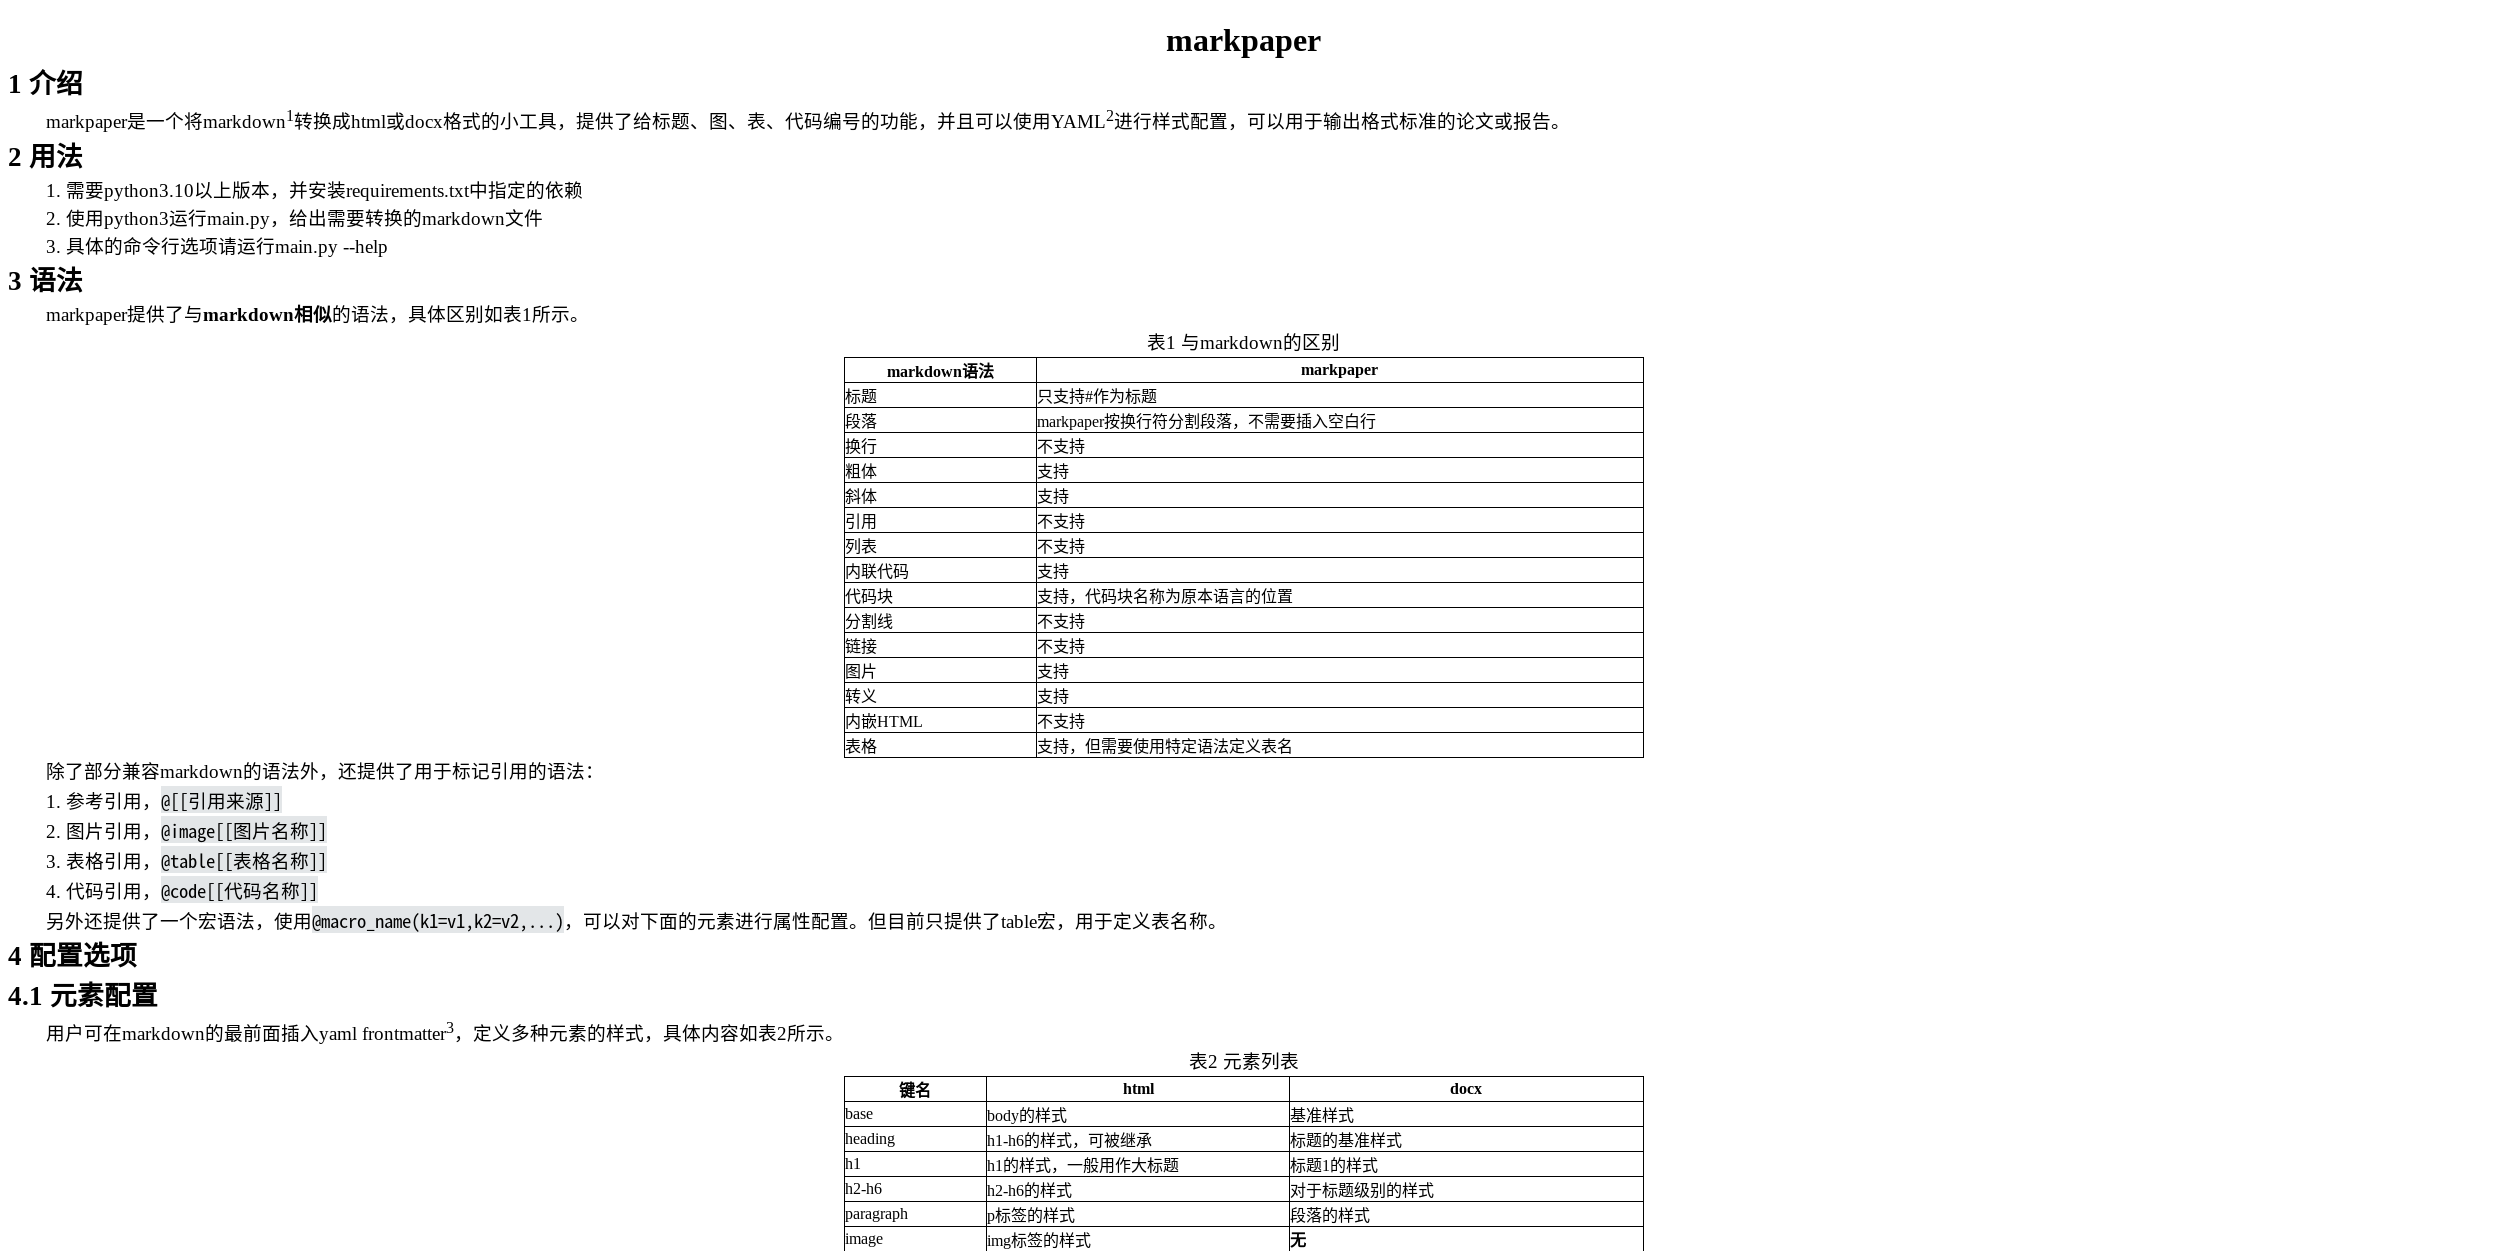 markpaper
1 介绍
markpaper是一个将markdown1转换成html或docx格式的小工具，提供了给标题、图、表、代码编号的功能，并且可以使用YAML2进行样式配置，可以用于输出格式标准的论文或报告。
2 用法
1. 需要python3.10以上版本，并安装requirements.txt中指定的依赖
2. 使用python3运行main.py，给出需要转换的markdown文件
3. 具体的命令行选项请运行main.py --help
3 语法
markpaper提供了与markdown相似的语法，具体区别如表1所示。
表1 与markdown的区别
markdown语法 markpaper
标题 只支持#作为标题
段落 markpaper按换行符分割段落，不需要插入空白行
换行 不支持
粗体 支持
斜体 支持
引用 不支持
列表 不支持
内联代码 支持
代码块 支持，代码块名称为原本语言的位置
分割线 不支持
链接 不支持
图片 支持
转义 支持
内嵌HTML 不支持
表格 支持，但需要使用特定语法定义表名
除了部分兼容markdown的语法外，还提供了用于标记引用的语法：
1. 参考引用，@[[引用来源]]
2. 图片引用，@image[[图片名称]]
3. 表格引用，@table[[表格名称]]
4. 代码引用，@code[[代码名称]]
另外还提供了一个宏语法，使用@macro_name(k1=v1,k2=v2,...)，可以对下面的元素进行属性配置。但目前只提供了table宏，用于定义表名称。
4 配置选项
4.1 元素配置
用户可在markdown的最前面插入yaml frontmatter3，定义多种元素的样式，具体内容如表2所示。
表2 元素列表
键名 html docx
base body的样式 基准样式
heading h1-h6的样式，可被继承 标题的基准样式
h1 h1的样式，一般用作大标题 标题1的样式
h2-h6 h2-h6的样式 对于标题级别的样式
paragraph p标签的样式 段落的样式
image img标签的样式 无